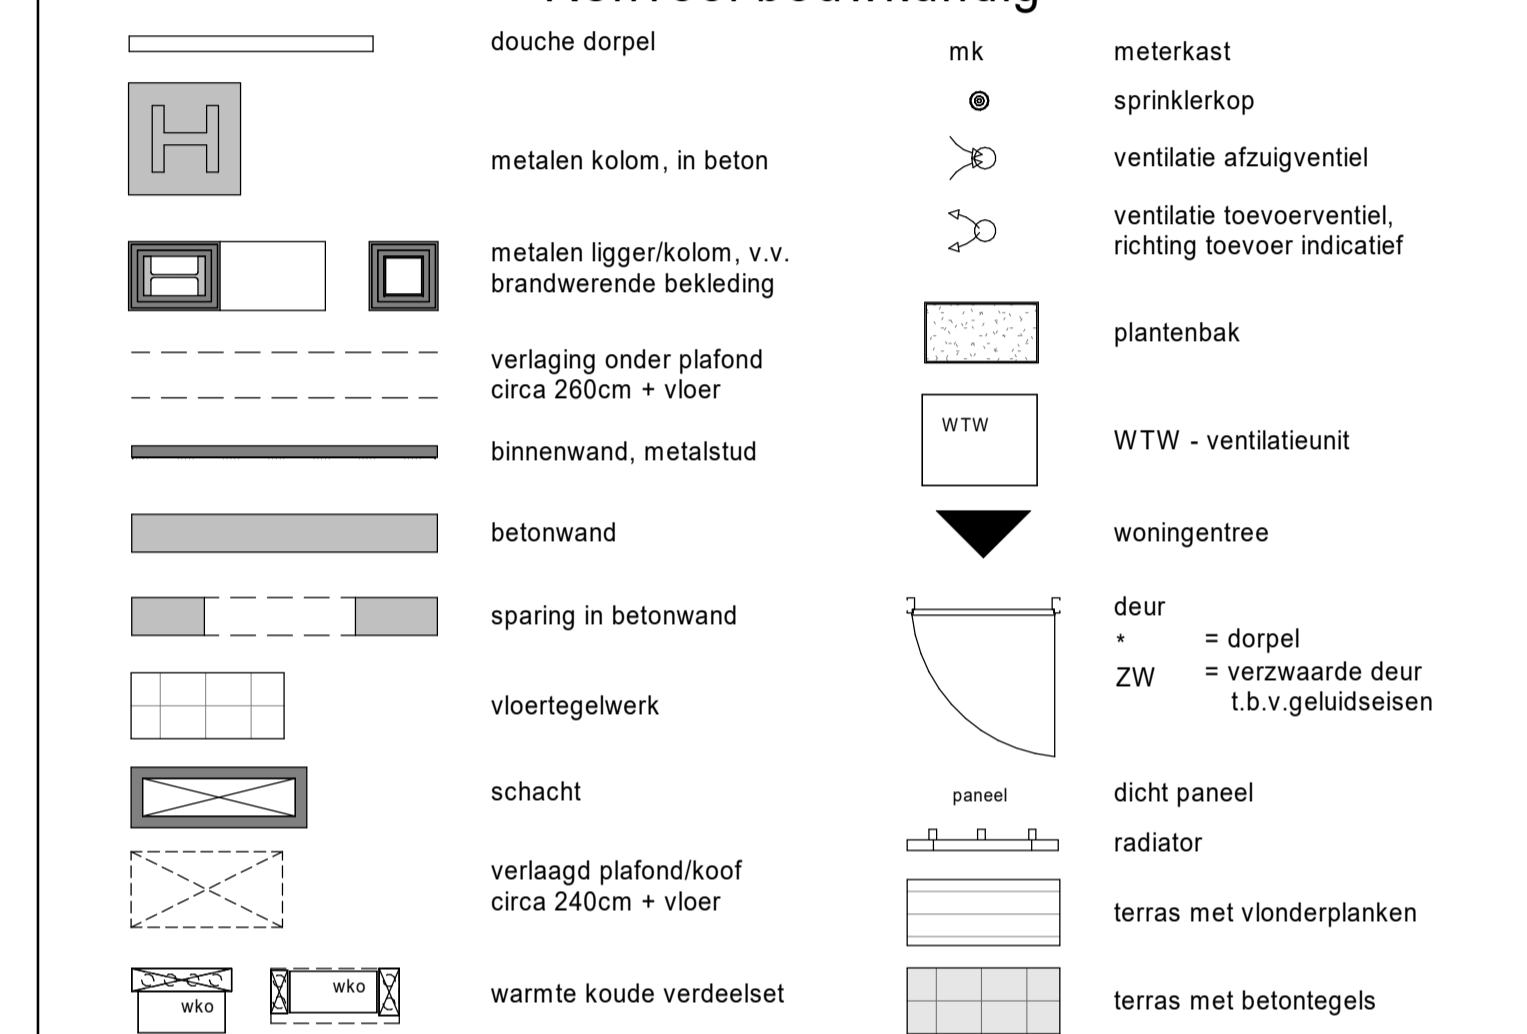 douche dorpel
metalen kolom, in beton
metalen ligger/kolom, v.v.
brandwerende bekleding
verlaging onder plafond
circa 260cm + vloer
binnenwand, metalstud
betonwand
sparing in betonwand
vloertegelwerk
schacht
verlaagd plafond/koof
circa 240cm + vloer
wko
wko
warmte koude verdeelset
mk meterkast
sprinklerkop
ventilatie afzuigventiel
ventilatie toevoerventiel,
richting toevoer indicatief
plantenbak
WTW
WTW - ventilatieunit
woningentree
deur
* = dorpel
ZW = verzwaarde deur
t.b.v.geluidseisen
paneel dicht paneel
radiator
terras met vlonderplanken
terras met betontegels